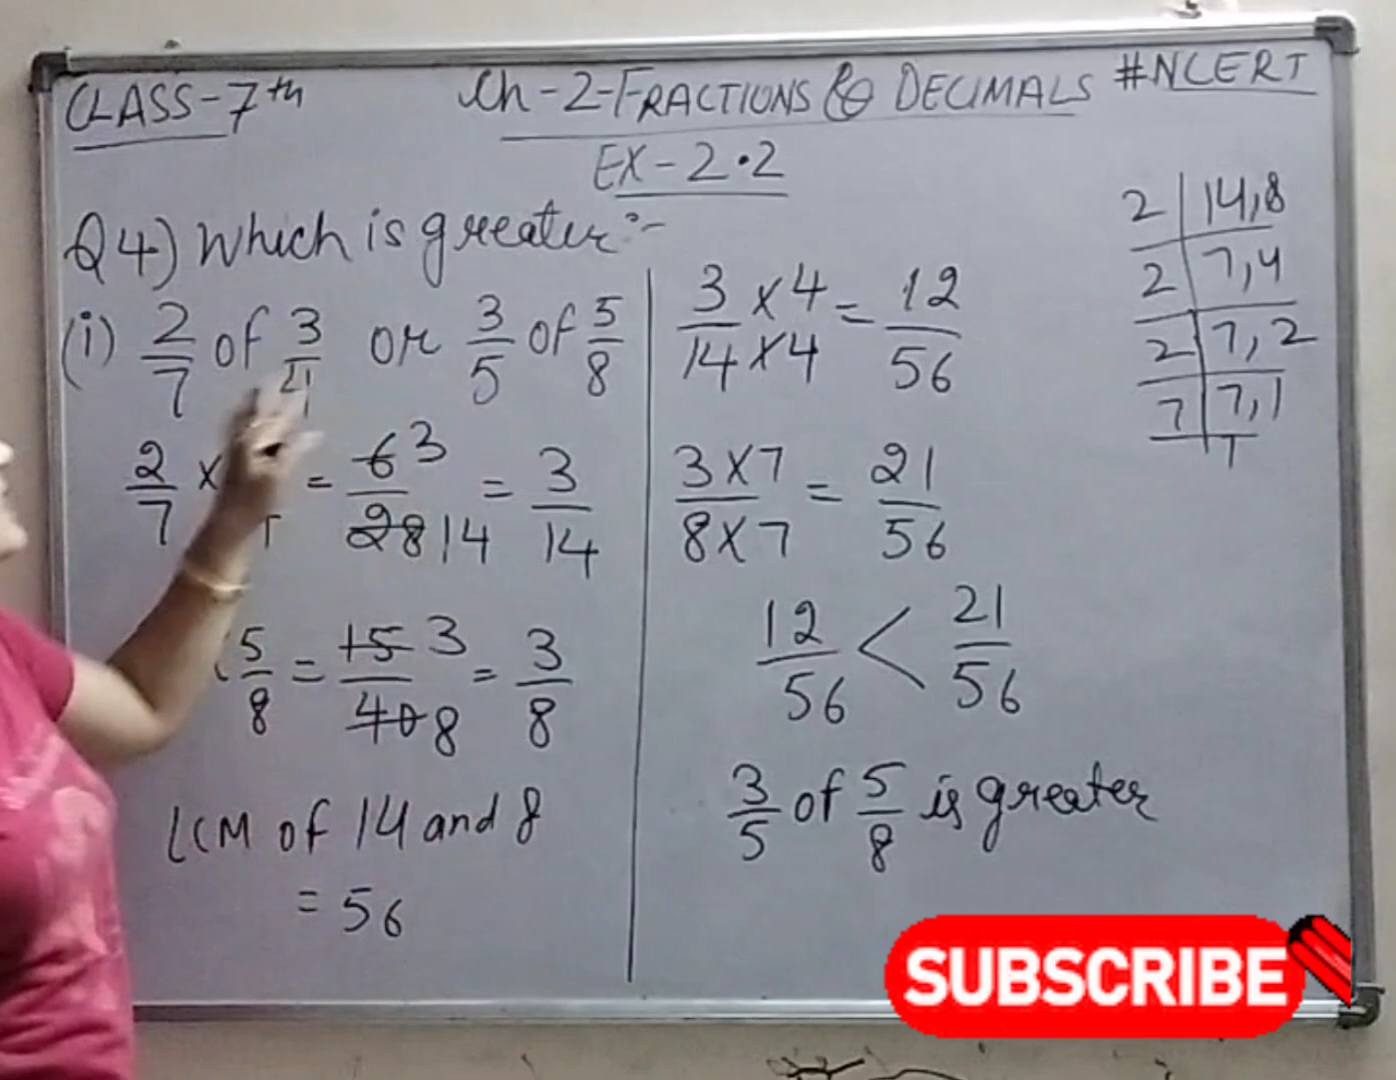 CLASS-7th Ch-2-FRACTIONS & DECIMALS #NCERT
EX-2.2
Q4) Which is greater:-
(i) 2/7 of 3/4 or 3/5 of 5/8
2/7 × = 6 3/28 14 = 3/14
5/8 = 15 3/40 8 = 3/8
LCM of 14 and 8
= 56
3/14 ×4/×4 = 12/56
3×7/8×7 = 21/56
12/56 < 21/56
3/5 of 5/8 is greater
2 | 14,8
2 | 7,4
2 | 7,2
7 | 7,1
1
SUBSCRIBE